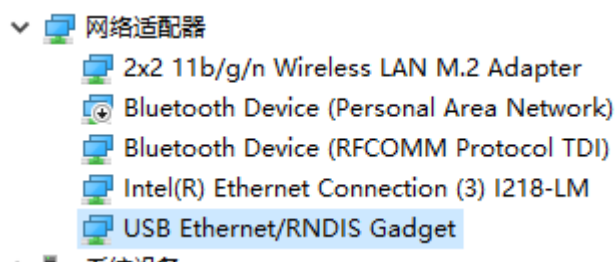 网络适配器
2x2 11b/g/n Wireless LAN M.2 Adapter
Bluetooth Device (Personal Area Network)
Bluetooth Device (RFCOMM Protocol TDI)
Intel(R) Ethernet Connection (3) I218-LM
USB Ethernet/RNDIS Gadget